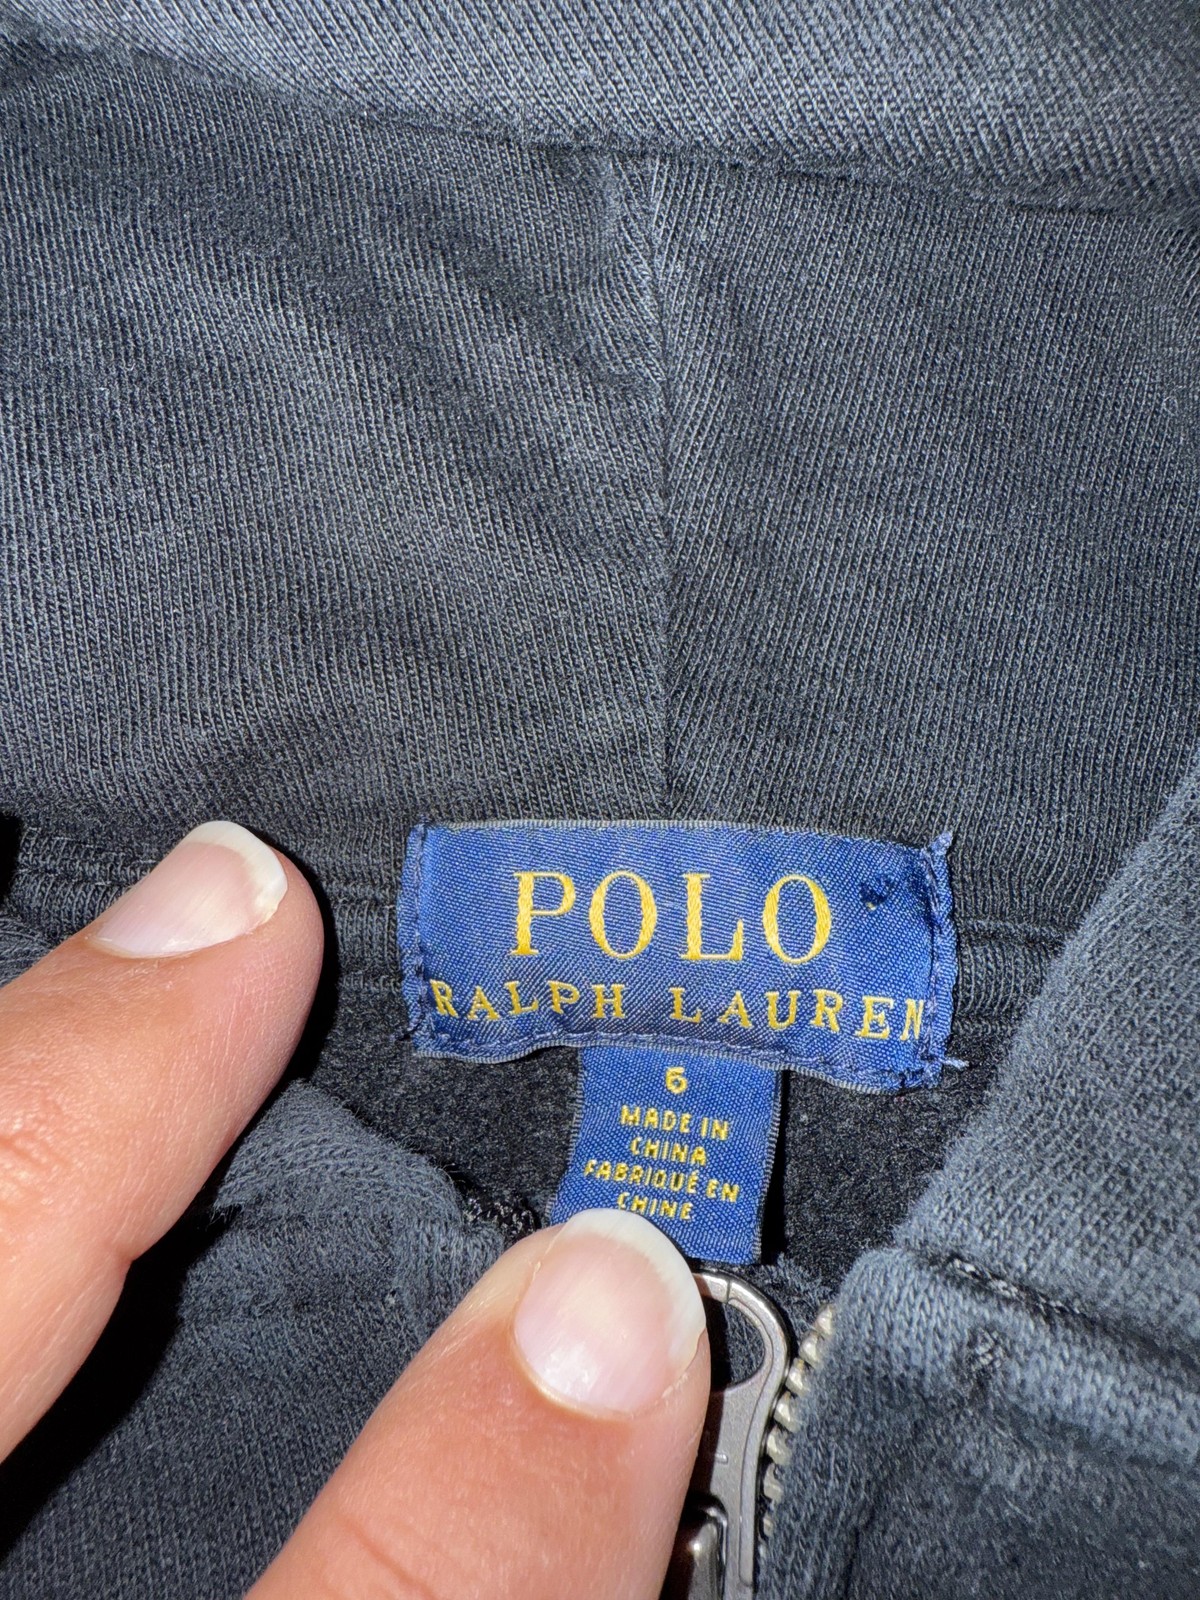 POLO
RALPH LAUREN
6
MADE IN
CHINA
FABRIQUÉ EN
CHINE